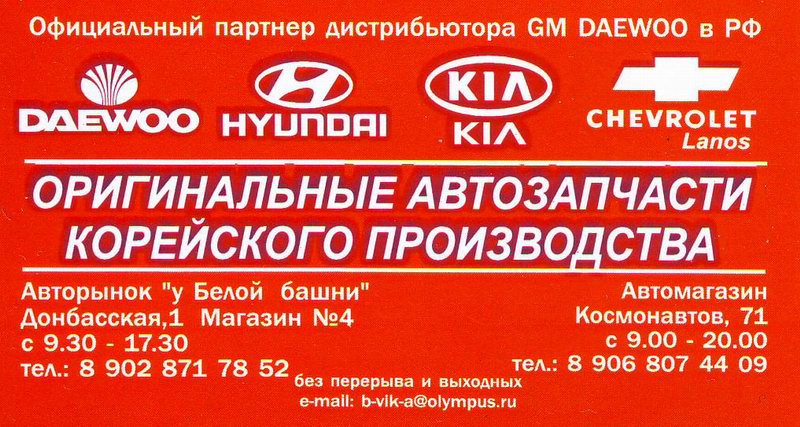 Официальный партнер дистрибьютора GM DAEWOO в РФ
DAEWOO HYUNDAI KIA KIA CHEVROLET
Lanos
ОРИГИНАЛЬНЫЕ АВТОЗАПЧАСТИ
КОРЕЙСКОГО ПРОИЗВОДСТВА
Авторынок "у Белой башни"
Донбасская,1 Магазин №4
с 9.30 - 17.30
тел.: 8 902 871 78 52
Автомагазин
Космонавтов, 71
с 9.00 - 20.00
тел.: 8 906 807 44 09
без перерыва и выходных
e-mail: b-vik-a@olympus.ru